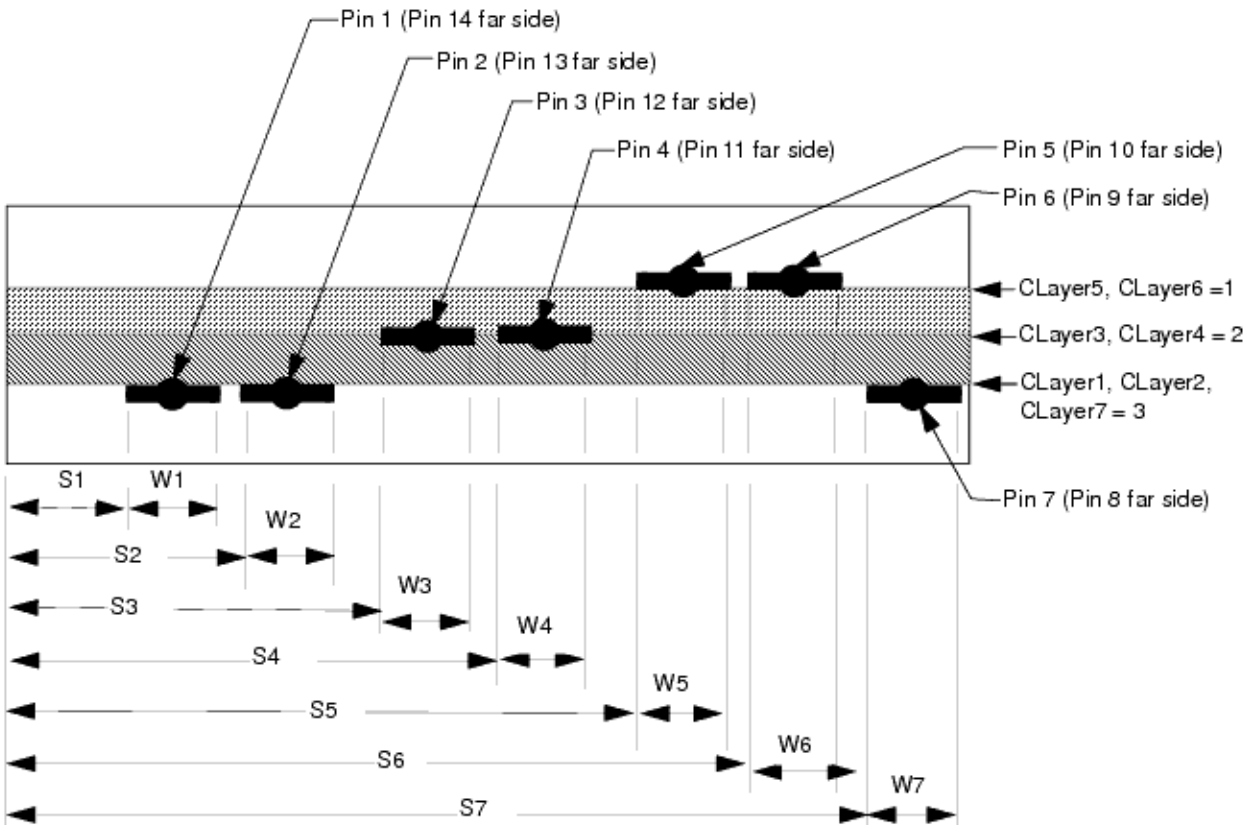 Pin 1 (Pin 14 far side)
Pin 2 (Pin 13 far side)
Pin 3 (Pin 12 far side)
Pin 4 (Pin 11 far side)
Pin 5 (Pin 10 far side)
Pin 6 (Pin 9 far side)
CLayer5, CLayer6 =1
CLayer3, CLayer4 = 2
CLayer1, CLayer2,
CLayer7 = 3
Pin 7 (Pin 8 far side)
S1
W1
S2
W2
S3
W3
S4
W4
S5
W5
S6
W6
S7
W7